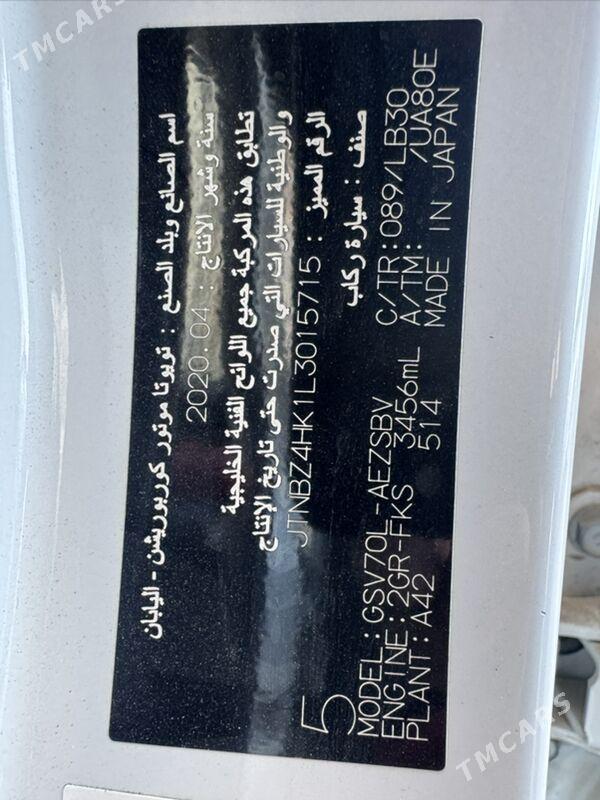 TMCARS
اسم الصانع وبلد الصنع : تويوتا موتور كوربوريشن - اليابان
سنة وشهر الإنتاج : 2020.04
تطابق هذه المركبة جميع اللوائح الفنية الخليجية
والوطنية للسيارات التي صدرت حتى تاريخ الإنتاج
الرقم المميز : JTNBZ4HK1L3015715
صنف : سيارة ركاب
5
MODEL:GSV70L-AEZSBV C/TR:089/LB30
ENGINE:2GR-FKS 3456mL A/TM: /UA80E
PLANT:A42 514 MADE IN JAPAN
TMCARS